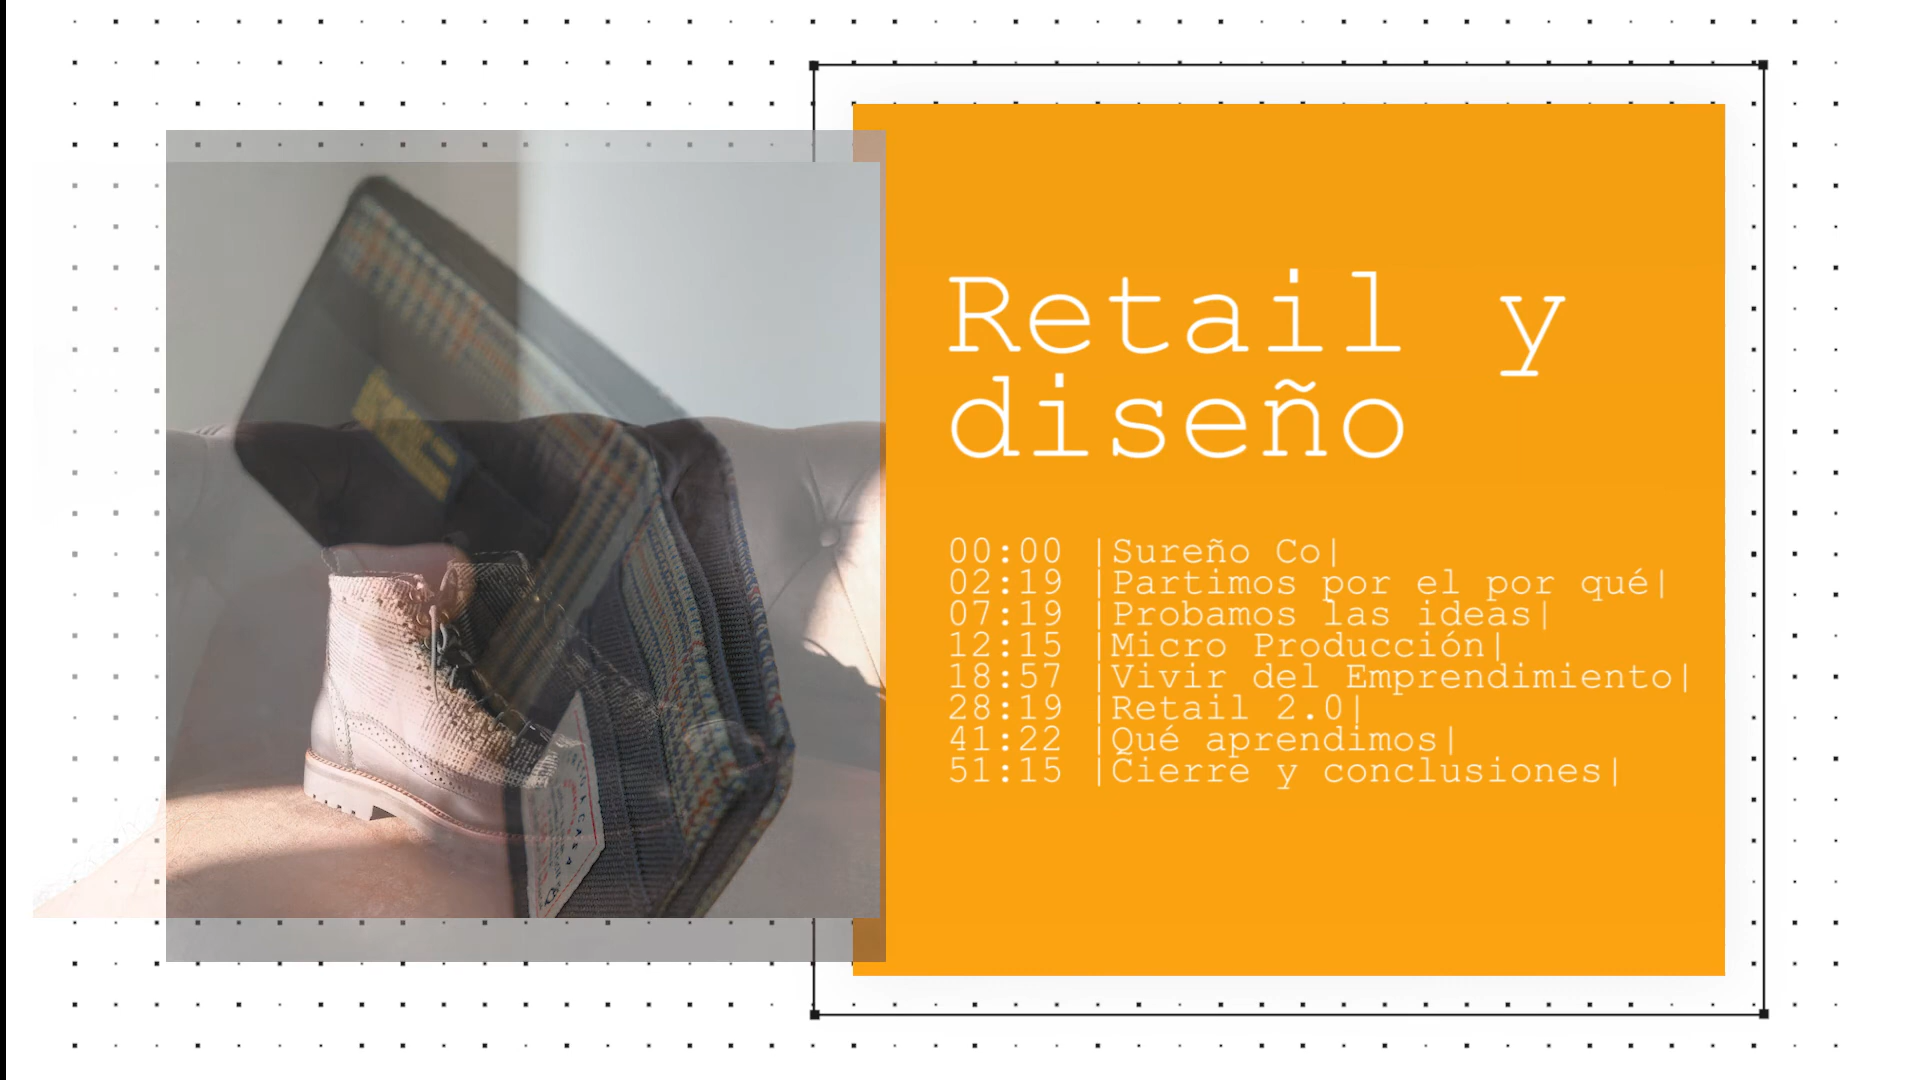 Retail y
diseño
00:00 |Sureño Co|
02:19 |Partimos por el por qué|
07:19 |Probamos las ideas|
12:15 |Micro Producción|
18:57 |Vivir del Emprendimiento|
28:19 |Retail 2.0|
41:22 |Qué aprendimos|
51:15 |Cierre y conclusiones|